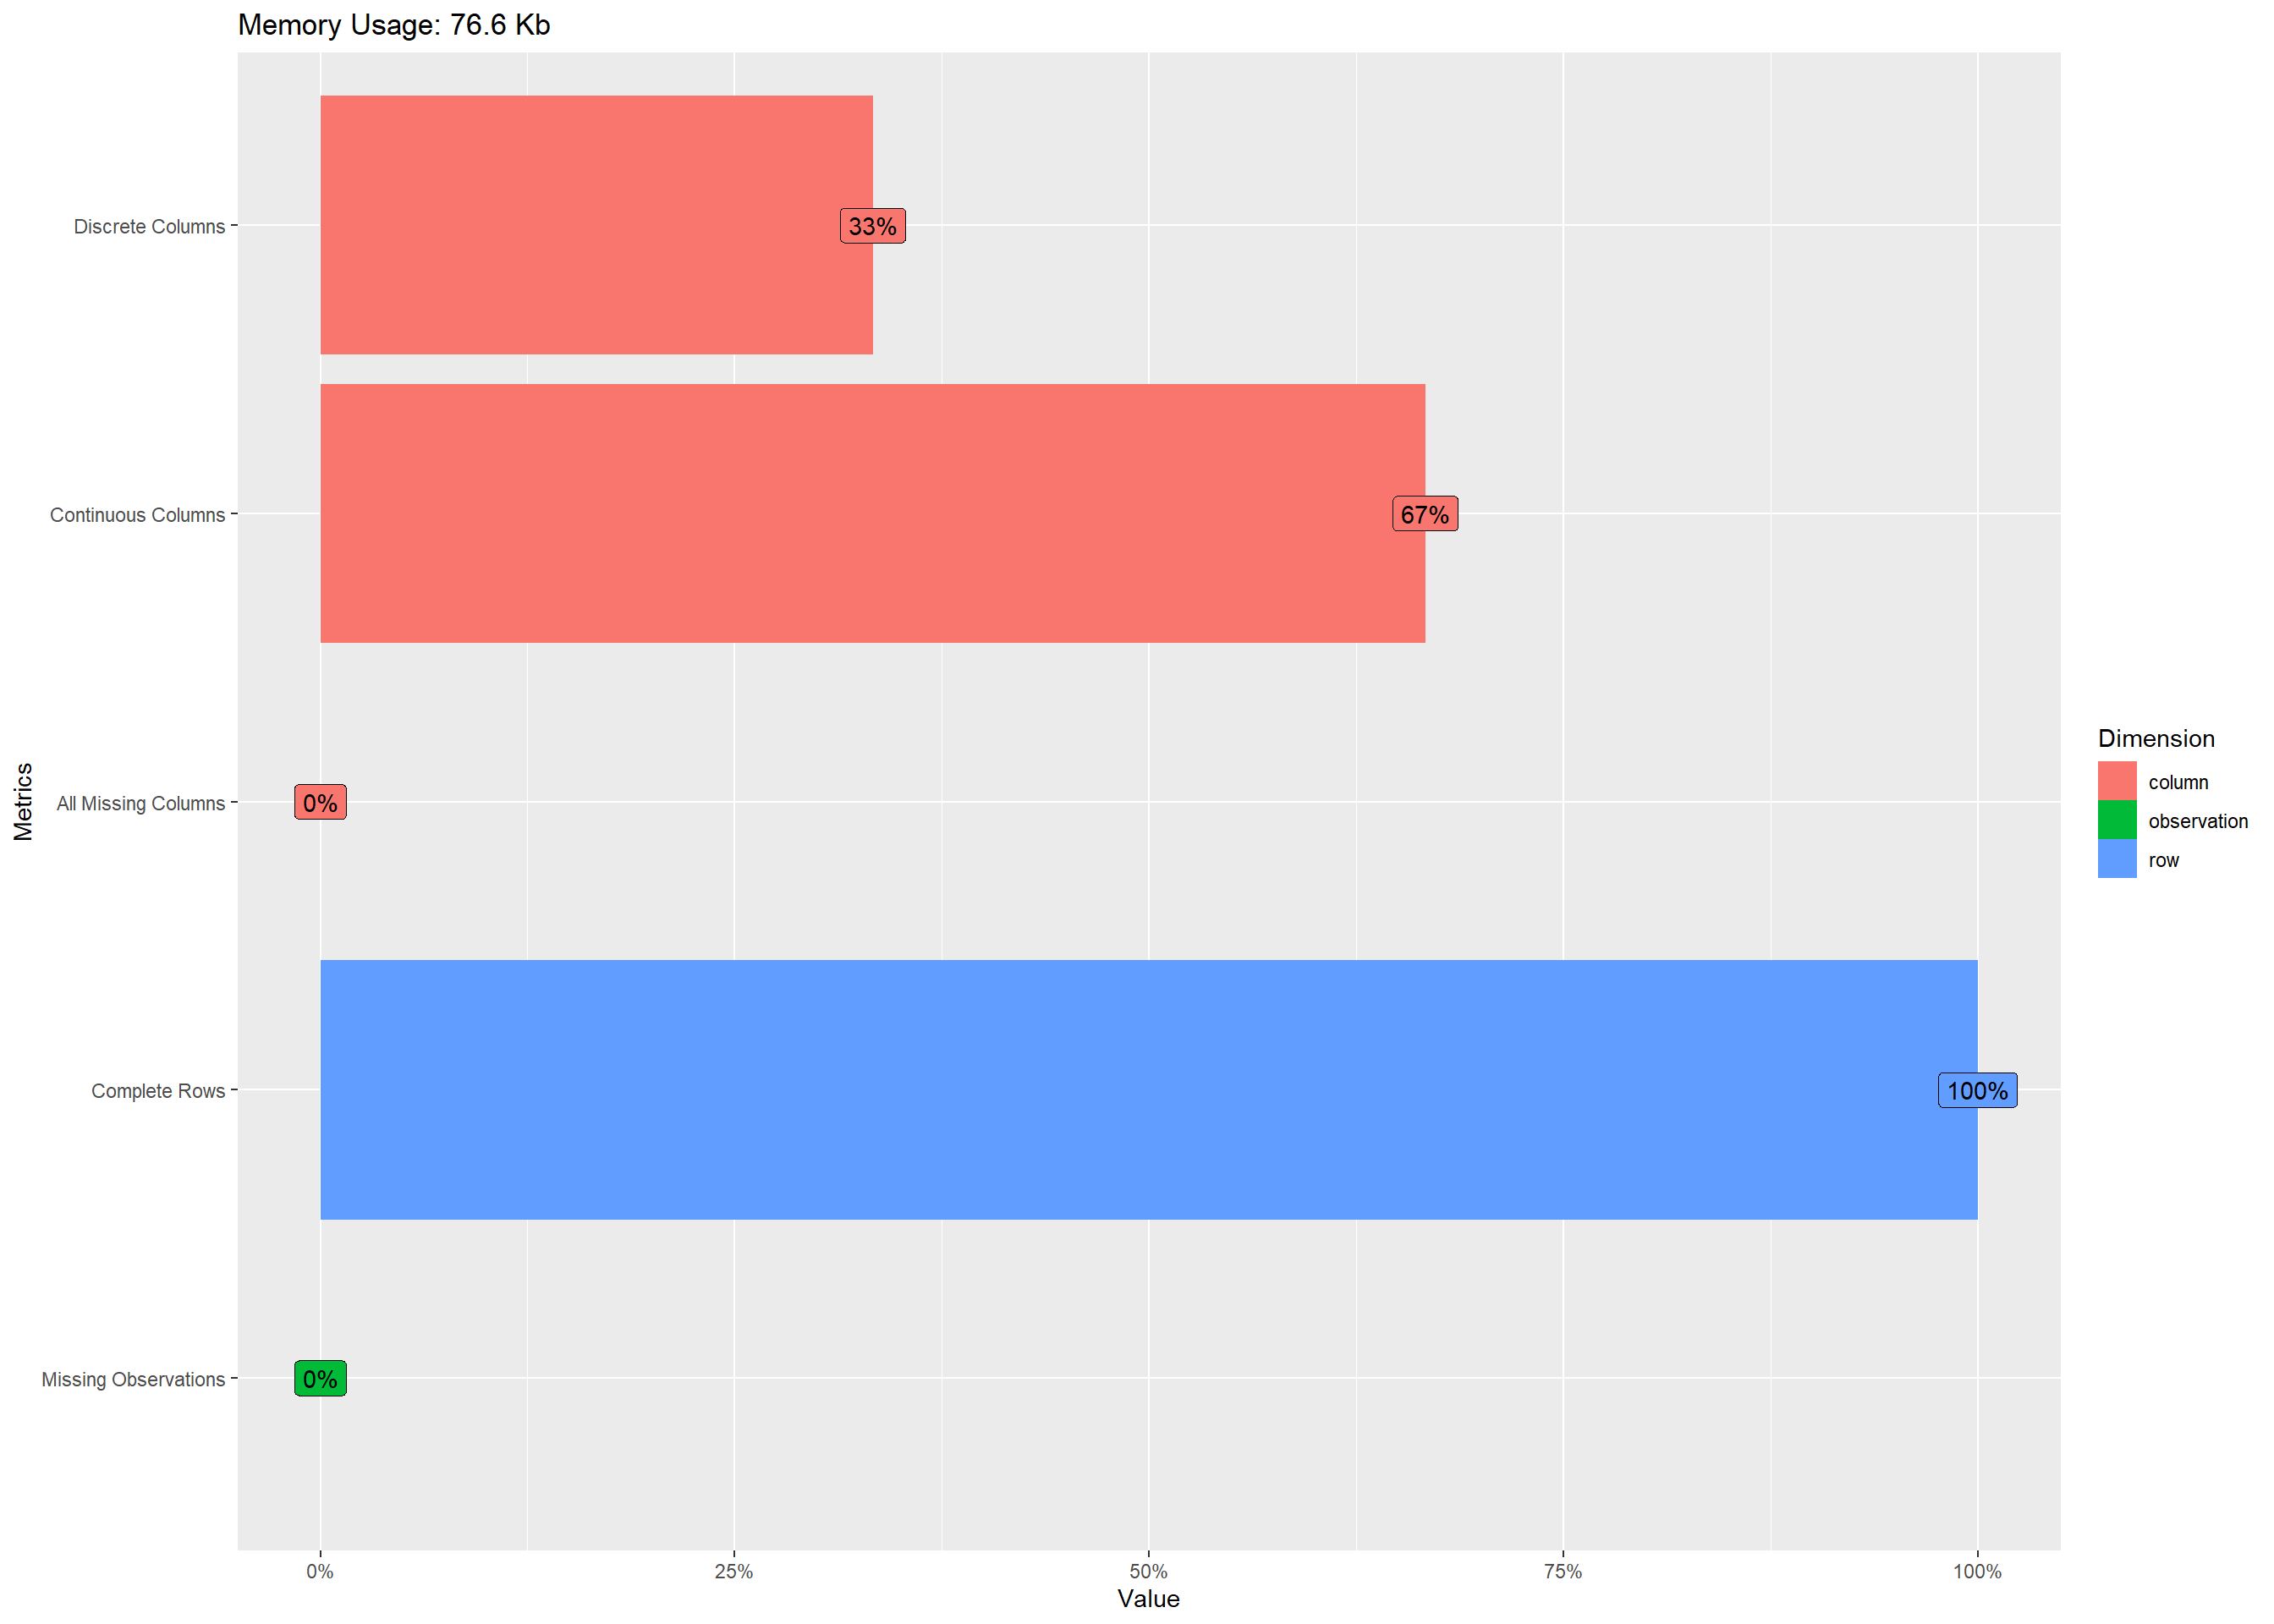 Memory Usage: 76.6 Kb
Discrete Columns
33%
Continuous Columns
67%
All Missing Columns
0%
Complete Rows
100%
Missing Observations
0%
Metrics
0%
25%
50%
75%
100%
Value
Dimension
column
observation
row